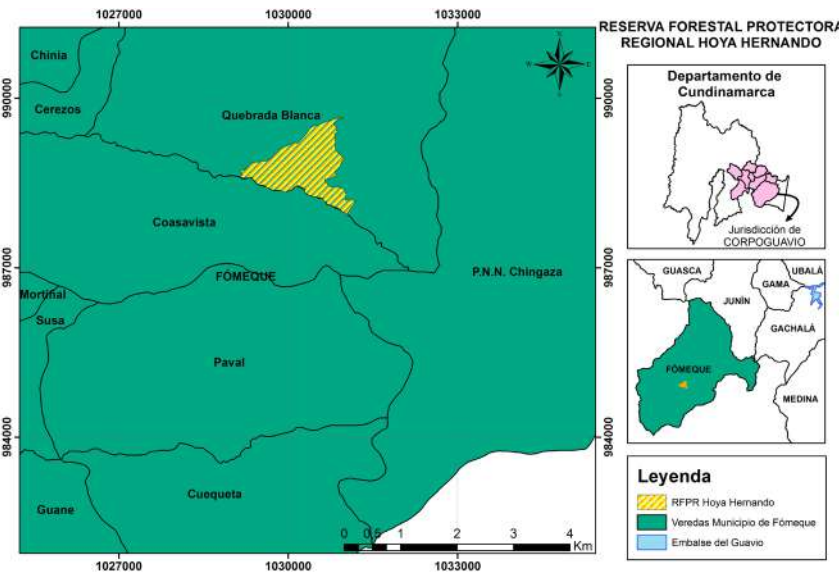 1027000
1030000
1033000
RESERVA FORESTAL PROTECTORA
REGIONAL HOYA HERNANDO
Chinia
Cerezos
Quebrada Blanca
N
990000
990000
Coasavista
987000
987000
FÓMEQUE
P.N.N. Chingaza
Mortiñal
Susa
Paval
984000
984000
Cuequeta
Guane
0 0,5 1 2 3 4
Km
1027000
1030000
1033000
Departamento de
Cundinamarca
Jurisdicción de
CORPOGUAVIO
GUASCA
UBALÁ
GAMA
JUNÍN
GACHALÁ
FÓMEQUE
MEDINA
Leyenda
RFPR Hoya Hernando
Veredas Municipio de Fómeque
Embalse del Guavio